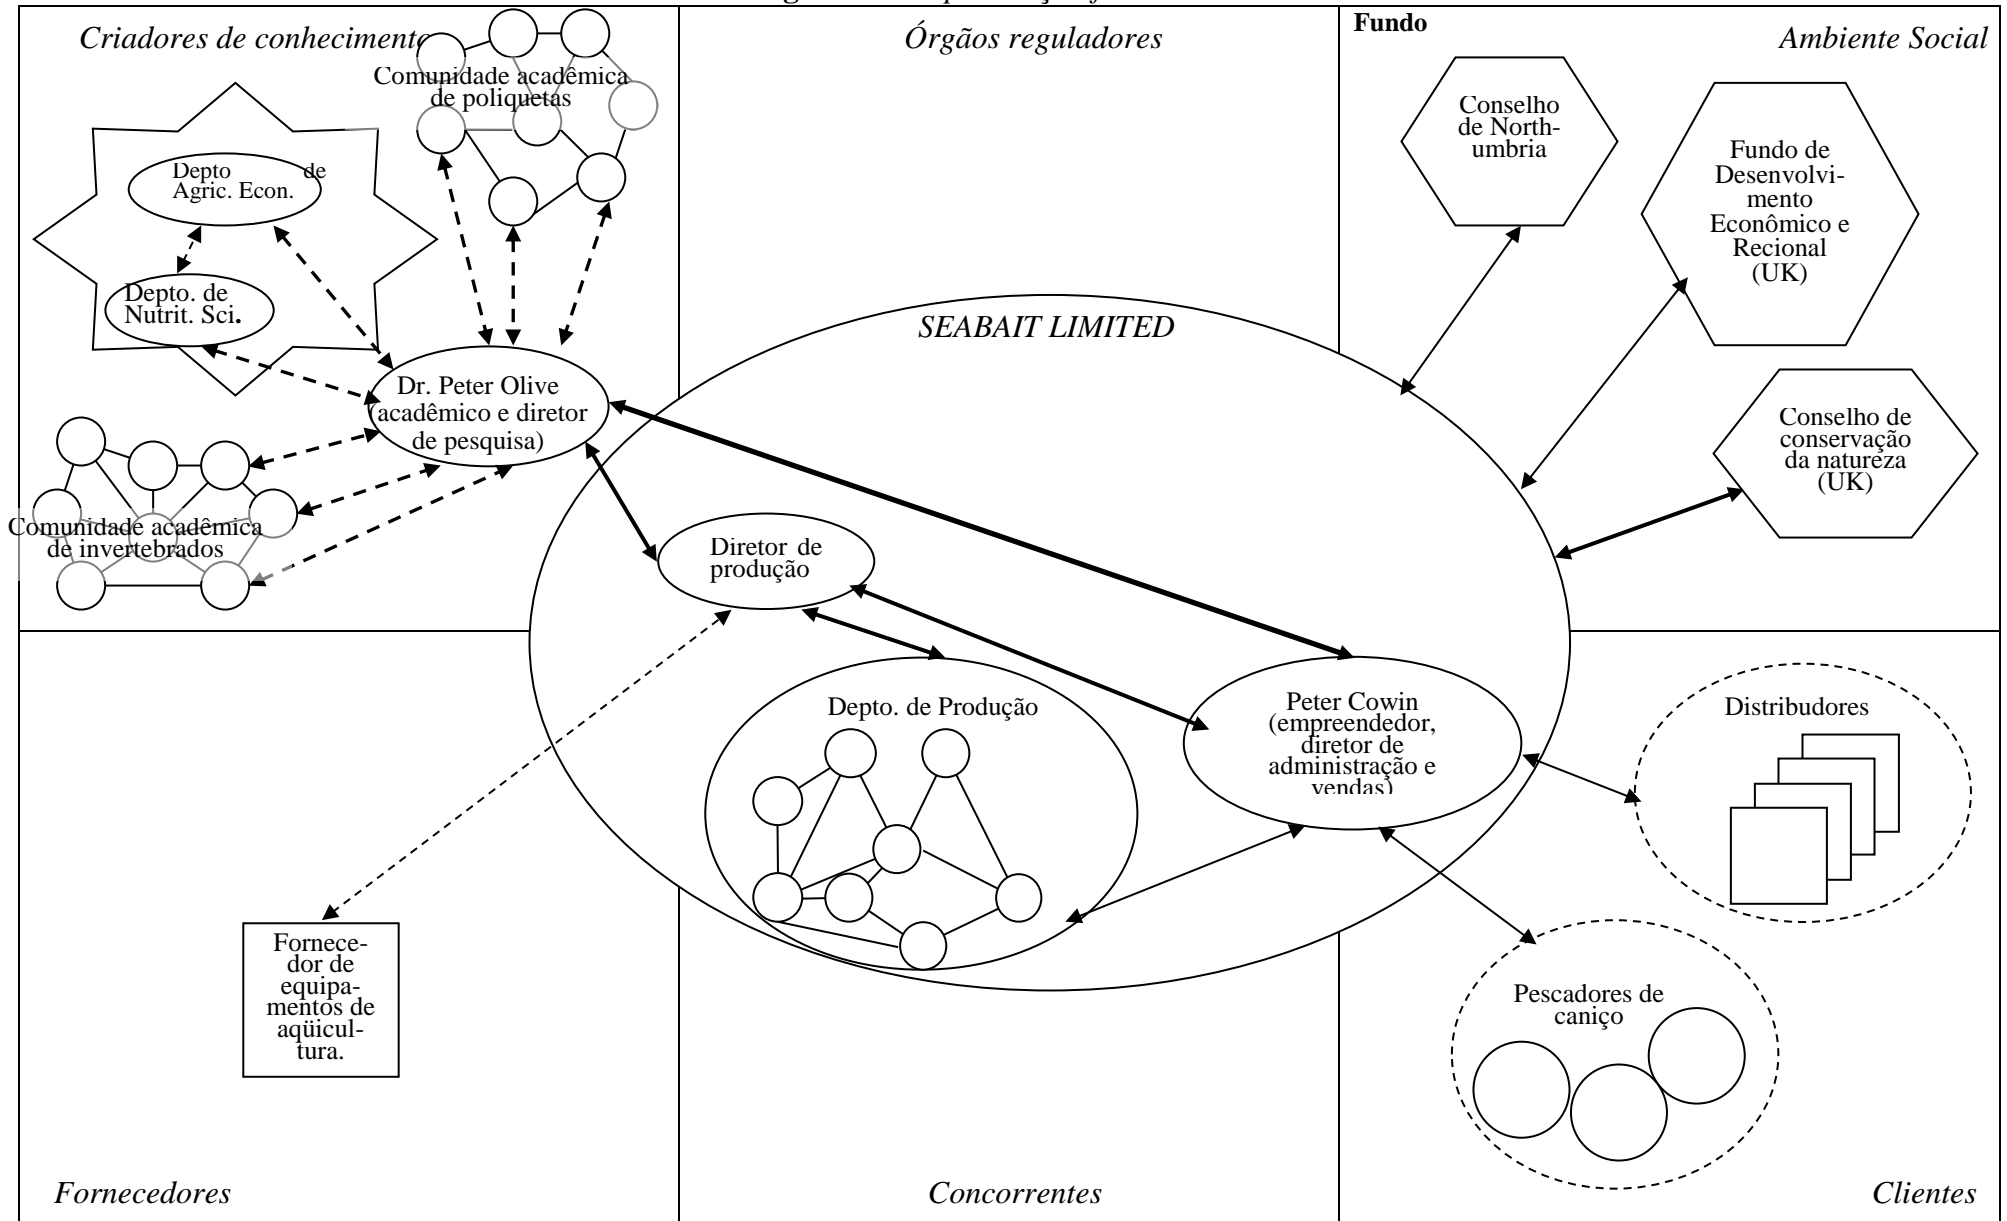 Criadores de conhecimento
Órgãos reguladores
Fundo
Ambiente Social
Comunidade acadêmica
de poliquetas
Depto de
Agric. Econ.
Depto. de
Nutrit. Sci.
Conselho
de North-
umbria
Fundo de
Desenvolvi-
mento
Econômico e
Recional
(UK)
SEABAIT LIMITED
Dr. Peter Olive
(acadêmico e diretor
de pesquisa)
Conselho de
conservação
da natureza
(UK)
Comunidade acadêmica
de invertebrados
Diretor de
produção
Depto. de Produção
Peter Cowin
(empreendedor,
diretor de
administração e
vendas)
Distribudores
Fornece-
dor de
equipa-
mentos de
aqüicul-
tura.
Pescadores de
caniço
Fornecedores
Concorrentes
Clientes